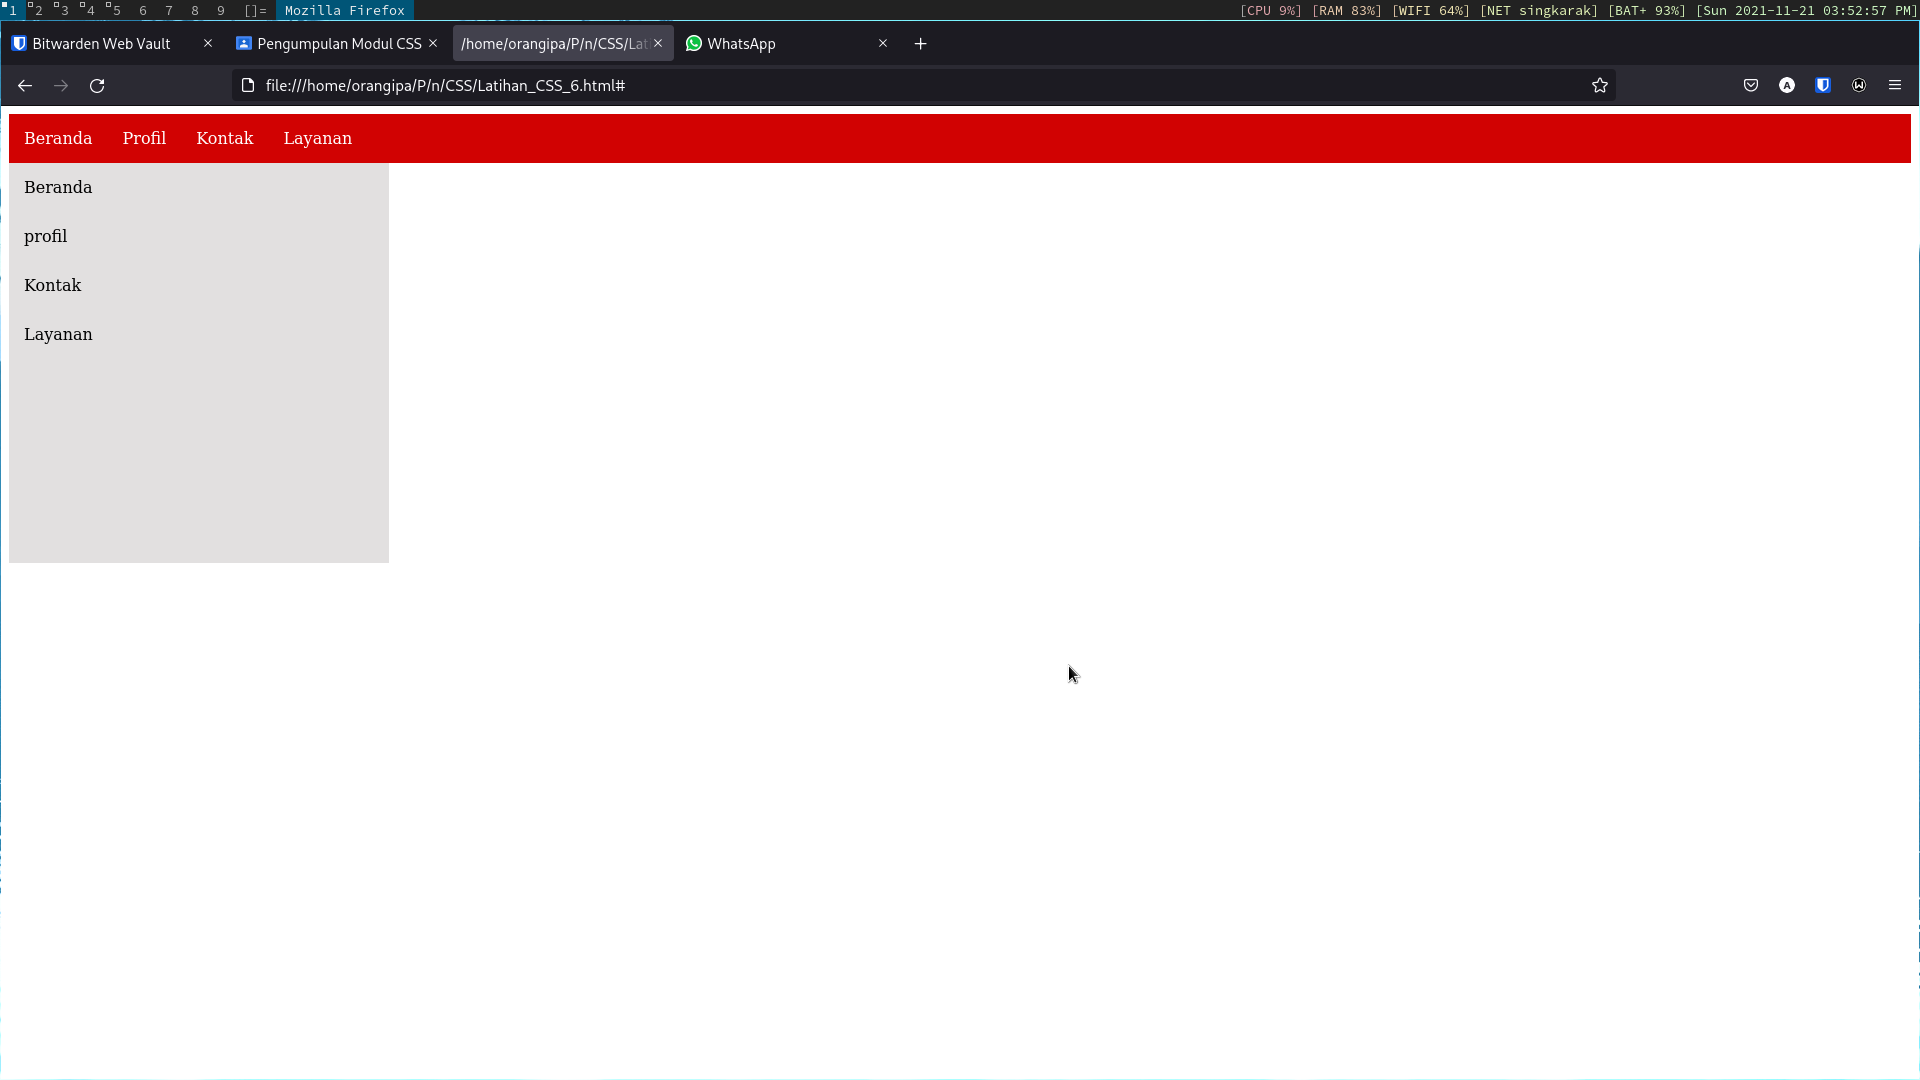 1 2 3 4 5 6 7 8 9 []= Mozilla Firefox [CPU 9%] [RAM 83%] [WIFI 64%] [NET singkarak] [BAT+ 93%] [Sun 2021-11-21 03:52:57 PM]
Bitwarden Web Vault Pengumpulan Modul CSS /home/orangipa/P/n/CSS/Lat WhatsApp
file:///home/orangipa/P/n/CSS/Latihan_CSS_6.html# A
Beranda Profil Kontak Layanan
Beranda
profil
Kontak
Layanan